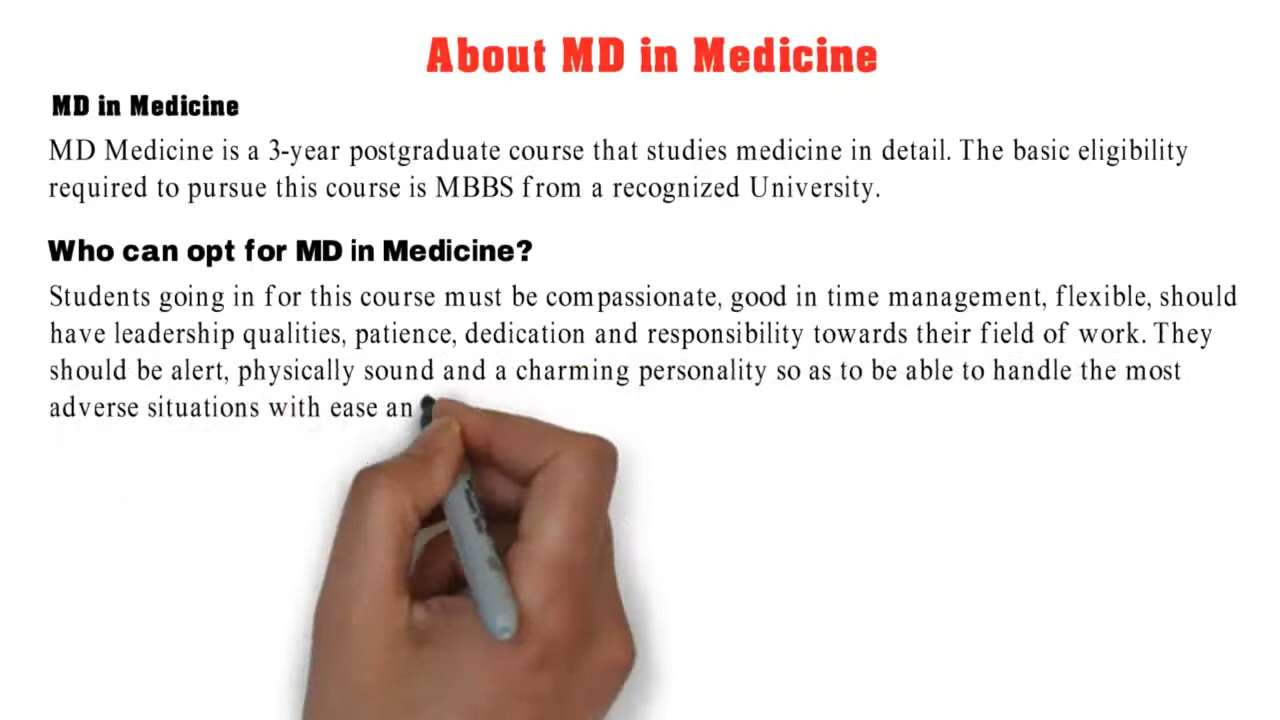 About MD in Medicine
MD in Medicine
MD Medicine is a 3-year postgraduate course that studies medicine in detail. The basic eligibility
required to pursue this course is MBBS from a recognized University.
Who can opt for MD in Medicine?
Students going in for this course must be compassionate, good in time management, flexible, should
have leadership qualities, patience, dedication and responsibility towards their field of work. They
should be alert, physically sound and a charming personality so as to be able to handle the most
adverse situations with ease an